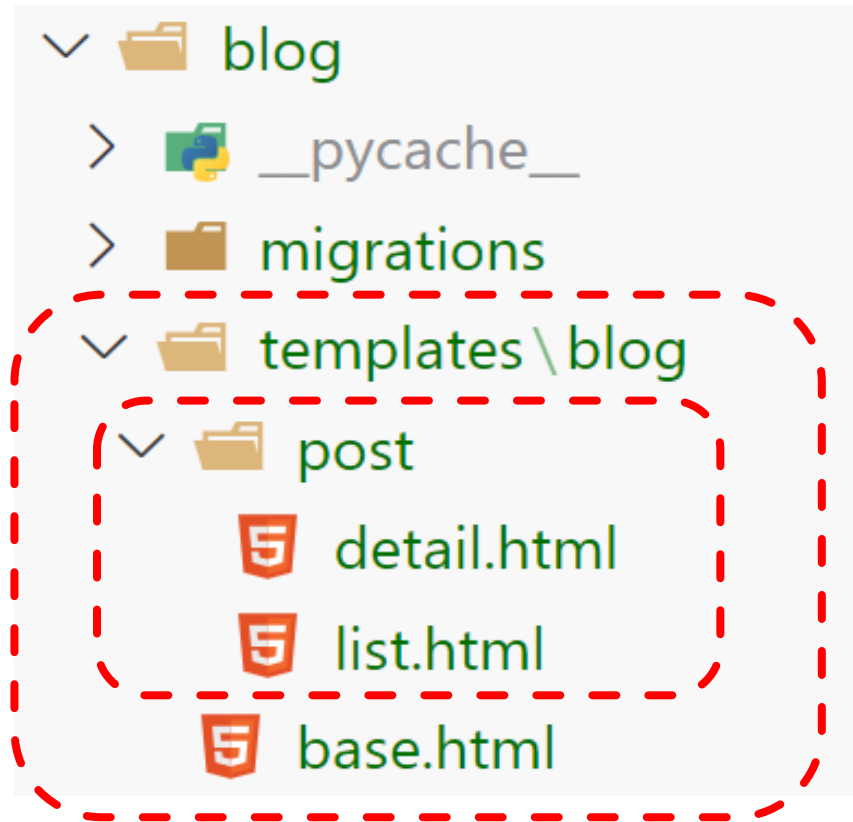 blog
__pycache__
migrations
templates\blog
post
detail.html
list.html
base.html